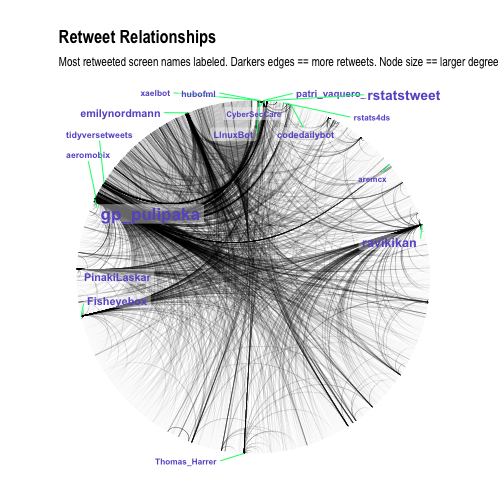 Retweet Relationships
Most retweeted screen names labeled. Darkers edges == more retweets. Node size == larger degree
xaelbot
hubofml
patri_vaquero_
rstatstweet
emilynordmann
CyberSecCare
rstats4ds
tidyversetweets
LInuxBot
codedailybot
aeromobix
aremcx
gp_pulipaka
ravikikan
PinakiLaskar
Fisheyebox
Thomas_Harrer